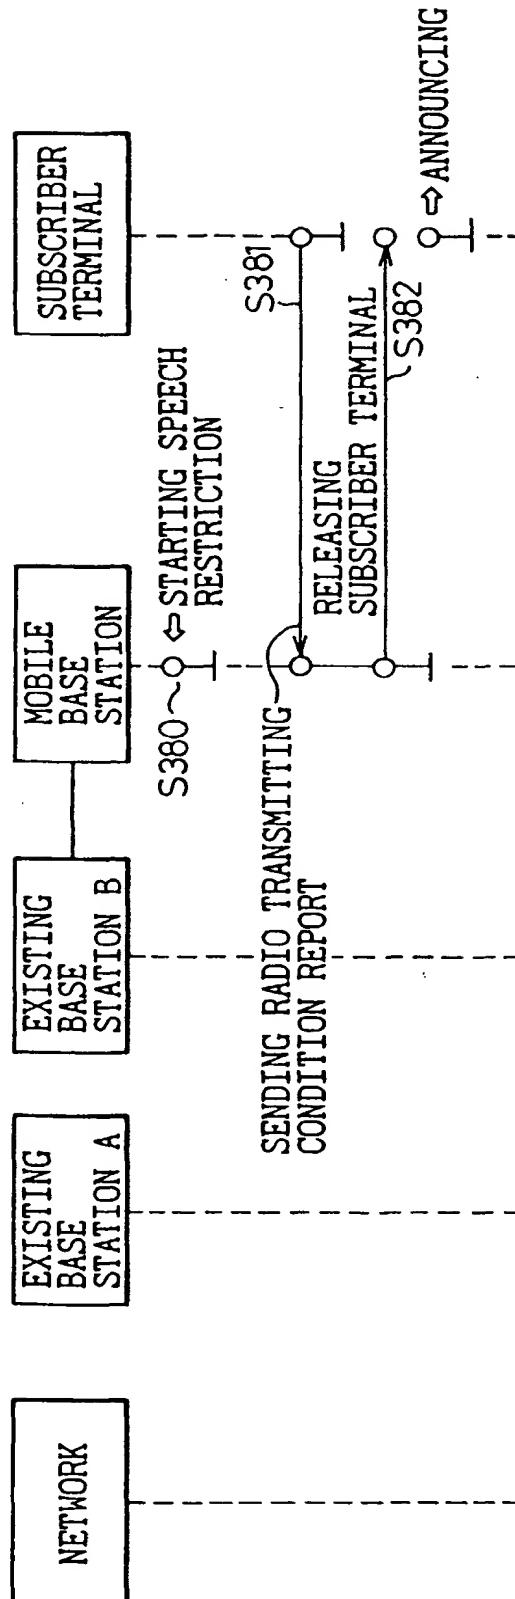 NETWORK
EXISTING
BASE
STATION A
EXISTING
BASE
STATION B
MOBILE
BASE
STATION
SUBSCRIBER
TERMINAL
S380
⇦ STARTING SPEECH
RESTRICTION
SENDING RADIO TRANSMITTING
CONDITION REPORT
S381
RELEASING
SUBSCRIBER TERMINAL
S382
⇨ ANNOUNCING